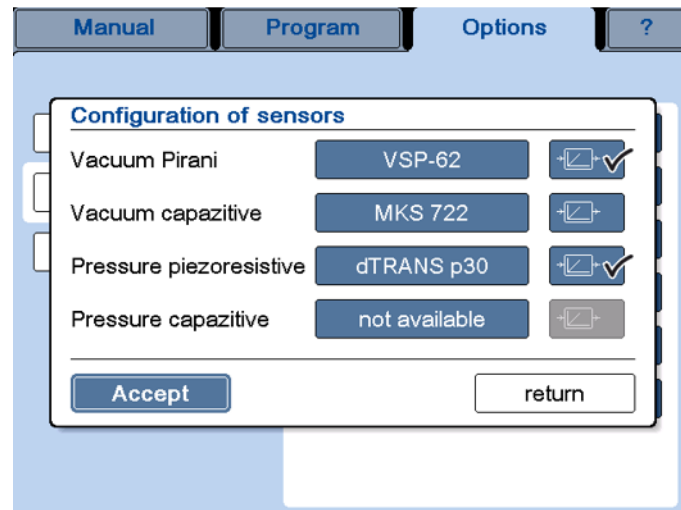 Manual Program Options ?
Configuration of sensors
Vacuum Pirani VSP-62
Vacuum capazitive MKS 722
Pressure piezoresistive dTRANS p30
Pressure capazitive not available
Accept return